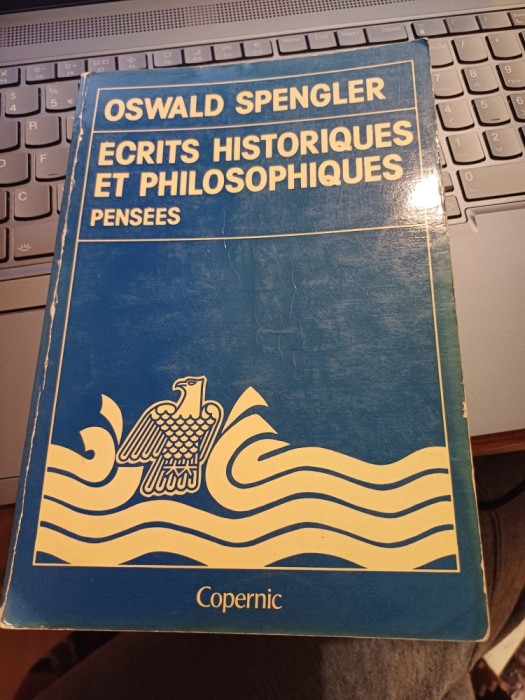 OSWALD SPENGLER
ECRITS HISTORIQUES
ET PHILOSOPHIQUES
PENSEES
Copernic